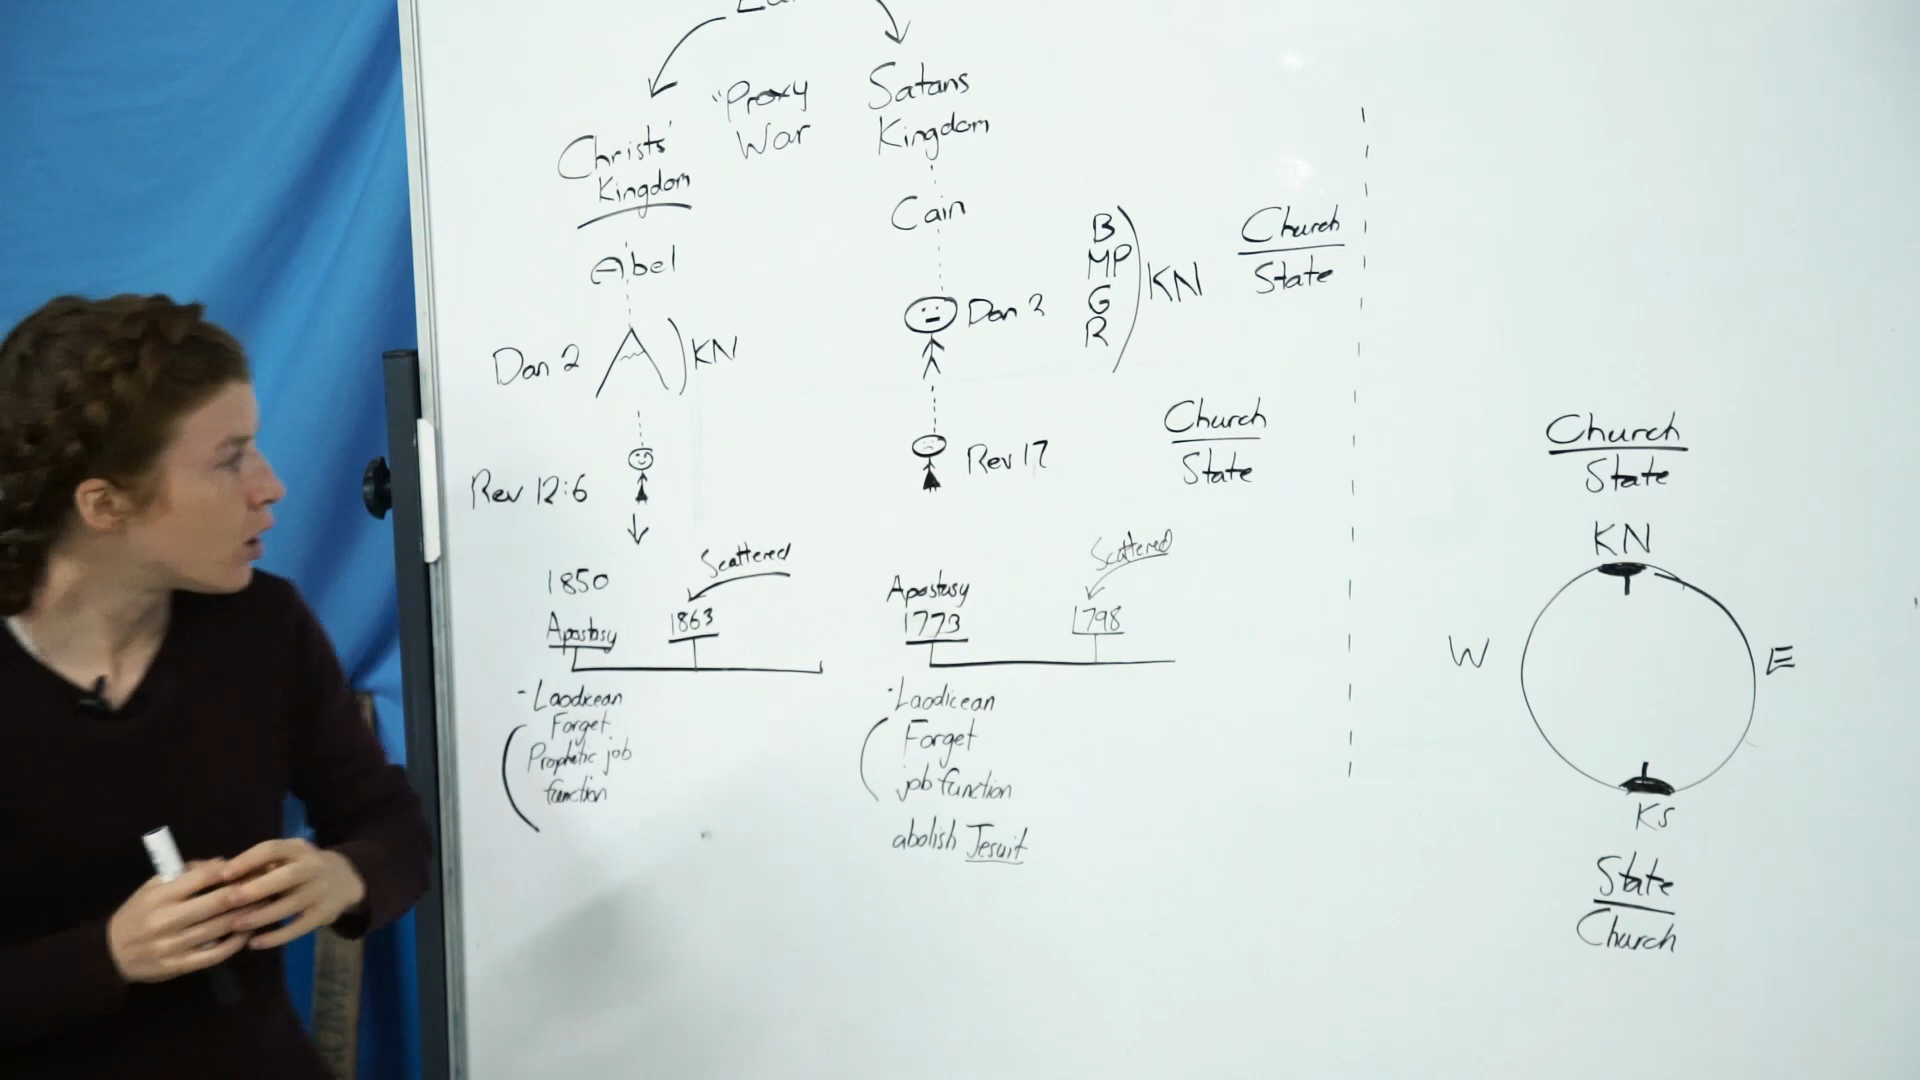 "Proxy
War
Satans
Kingdom
Christs'
Kingdom
Cain
Abel
B
MP
G
R
KN
Church
State
Dan 2
KN
Dan 3
Rev 12:6
Rev 17
Church
State
Church
State
KN
W
E
KS
State
Church
1850
Apostasy
Scattered
1863
- Laodicean
Forget
Prophetic job
function
Apostasy
1773
Scattered
1798
- Laodicean
Forget
job function
abolish Jesuit